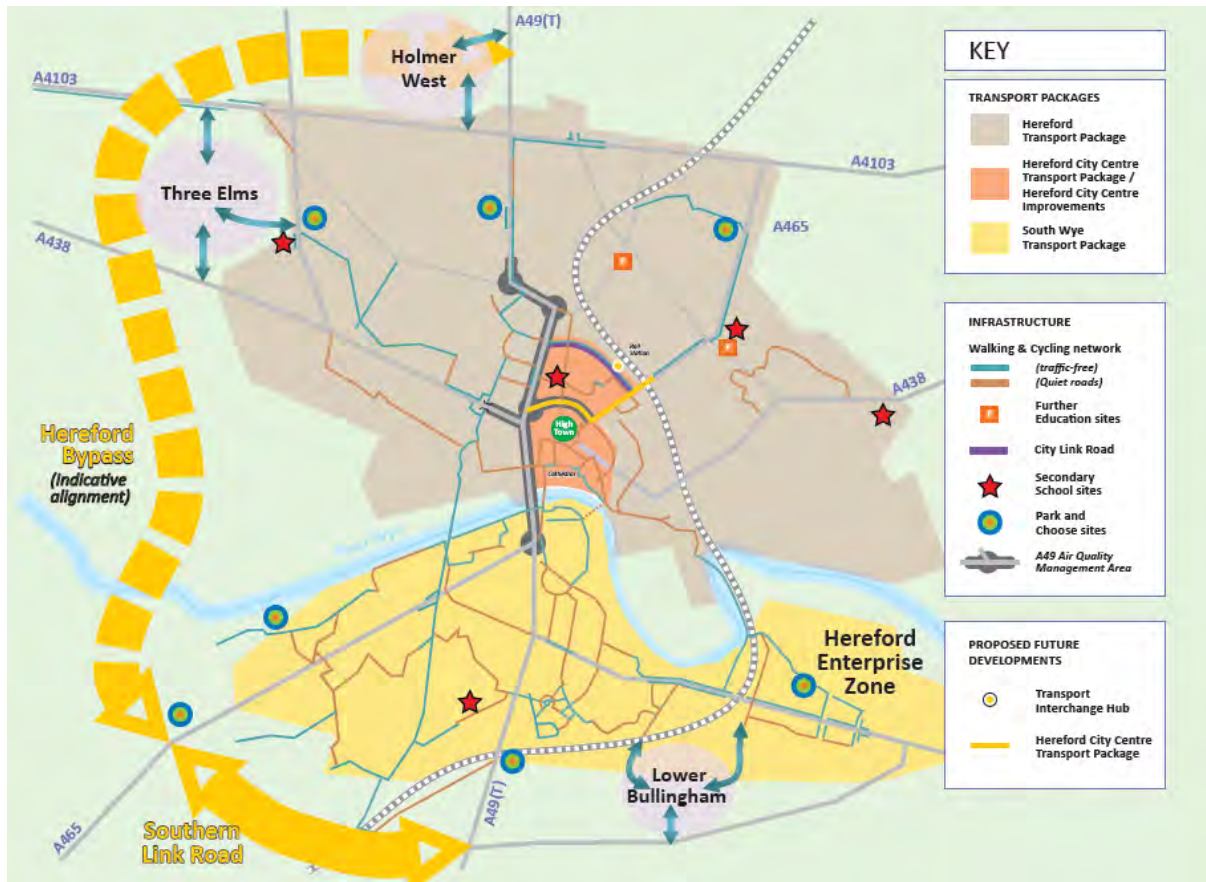 A49(T)
Holmer
West
A4103
A4103
Three Elms
A438
A465
Rail
Station
A438
High
Town
Cathedral
Hereford
Bypass
(Indicative
alignment)
Hereford
Enterprise
Zone
Lower
Bullingham
A49(T)
A465
Southern
Link Road
KEY
TRANSPORT PACKAGES
Hereford
Transport Package
Hereford City Centre
Transport Package /
Hereford City Centre
Improvements
South Wye
Transport Package
INFRASTRUCTURE
Walking & Cycling network
(traffic-free)
(Quiet roads)
F
Further
Education sites
City Link Road
Secondary
School sites
Park and
Choose sites
A49 Air Quality
Management Area
PROPOSED FUTURE
DEVELOPMENTS
Transport
Interchange Hub
Hereford City Centre
Transport Package